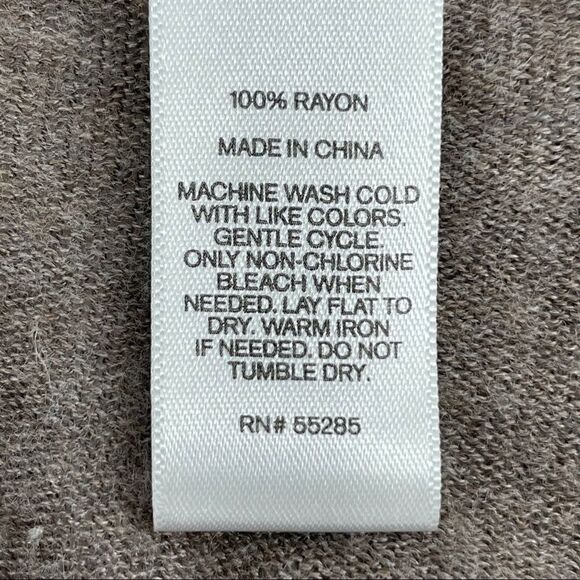 100% RAYON
MADE IN CHINA
MACHINE WASH COLD
WITH LIKE COLORS.
GENTLE CYCLE.
ONLY NON-CHLORINE
BLEACH WHEN
NEEDED. LAY FLAT TO
DRY. WARM IRON
IF NEEDED. DO NOT
TUMBLE DRY.
RN# 55285